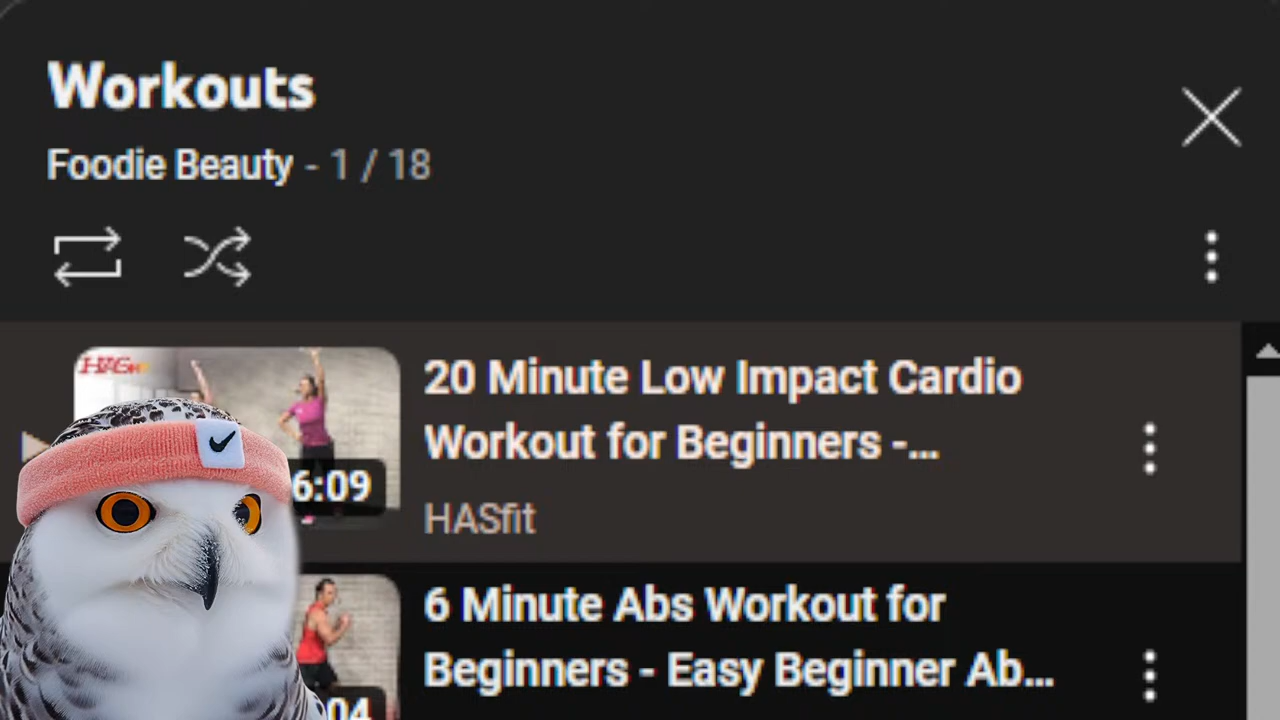 Workouts
Foodie Beauty - 1 / 18
20 Minute Low Impact Cardio
Workout for Beginners -...
6:09
HASfit
6 Minute Abs Workout for
Beginners - Easy Beginner Ab...
:04